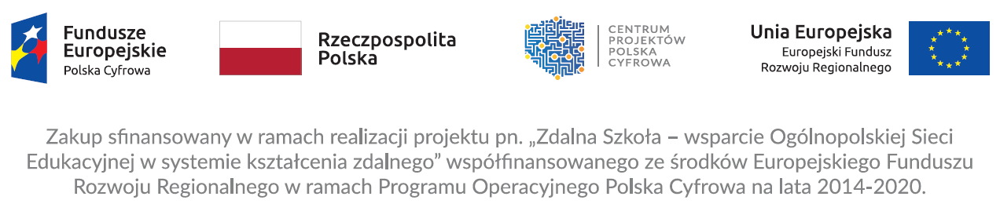 Fundusze
Europejskie
Polska Cyfrowa
Rzeczpospolita
Polska
CENTRUM
PROJEKTÓW
POLSKA
CYFROWA
Unia Europejska
Europejski Fundusz
Rozwoju Regionalnego
Zakup sfinansowany w ramach realizacji projektu pn. „Zdalna Szkoła – wsparcie Ogólnopolskiej Sieci
Edukacyjnej w systemie kształcenia zdalnego” współfinansowanego ze środków Europejskiego Funduszu
Rozwoju Regionalnego w ramach Programu Operacyjnego Polska Cyfrowa na lata 2014-2020.